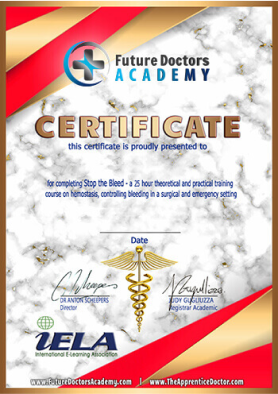 Future Doctors
ACADEMY
CERTIFICATE
this certificate is proudly presented to
for completing Stop the Bleed - a 25 hour theoretical and practical training
course on hemostasis, controlling bleeding in a surgical and emergency setting
Date
DR ANTON SCHEEPERS
Director
JUDY GUGLIUZZA
Registrar Academic
iELA
International E-Learning Association
www.FutureDoctorsAcademy.com | www.TheApprenticeDoctor.com